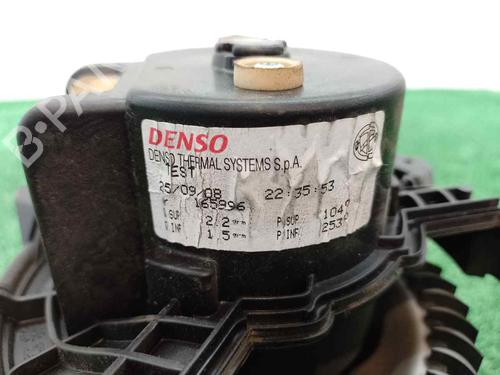 DENSO
DENSO THERMAL SYSTEMS S.p.A.
TEST
25/09/08 22:35:53
165996
SUP 2.2 P SUP 104
INF 1.5 P INF 253
B-PARTS